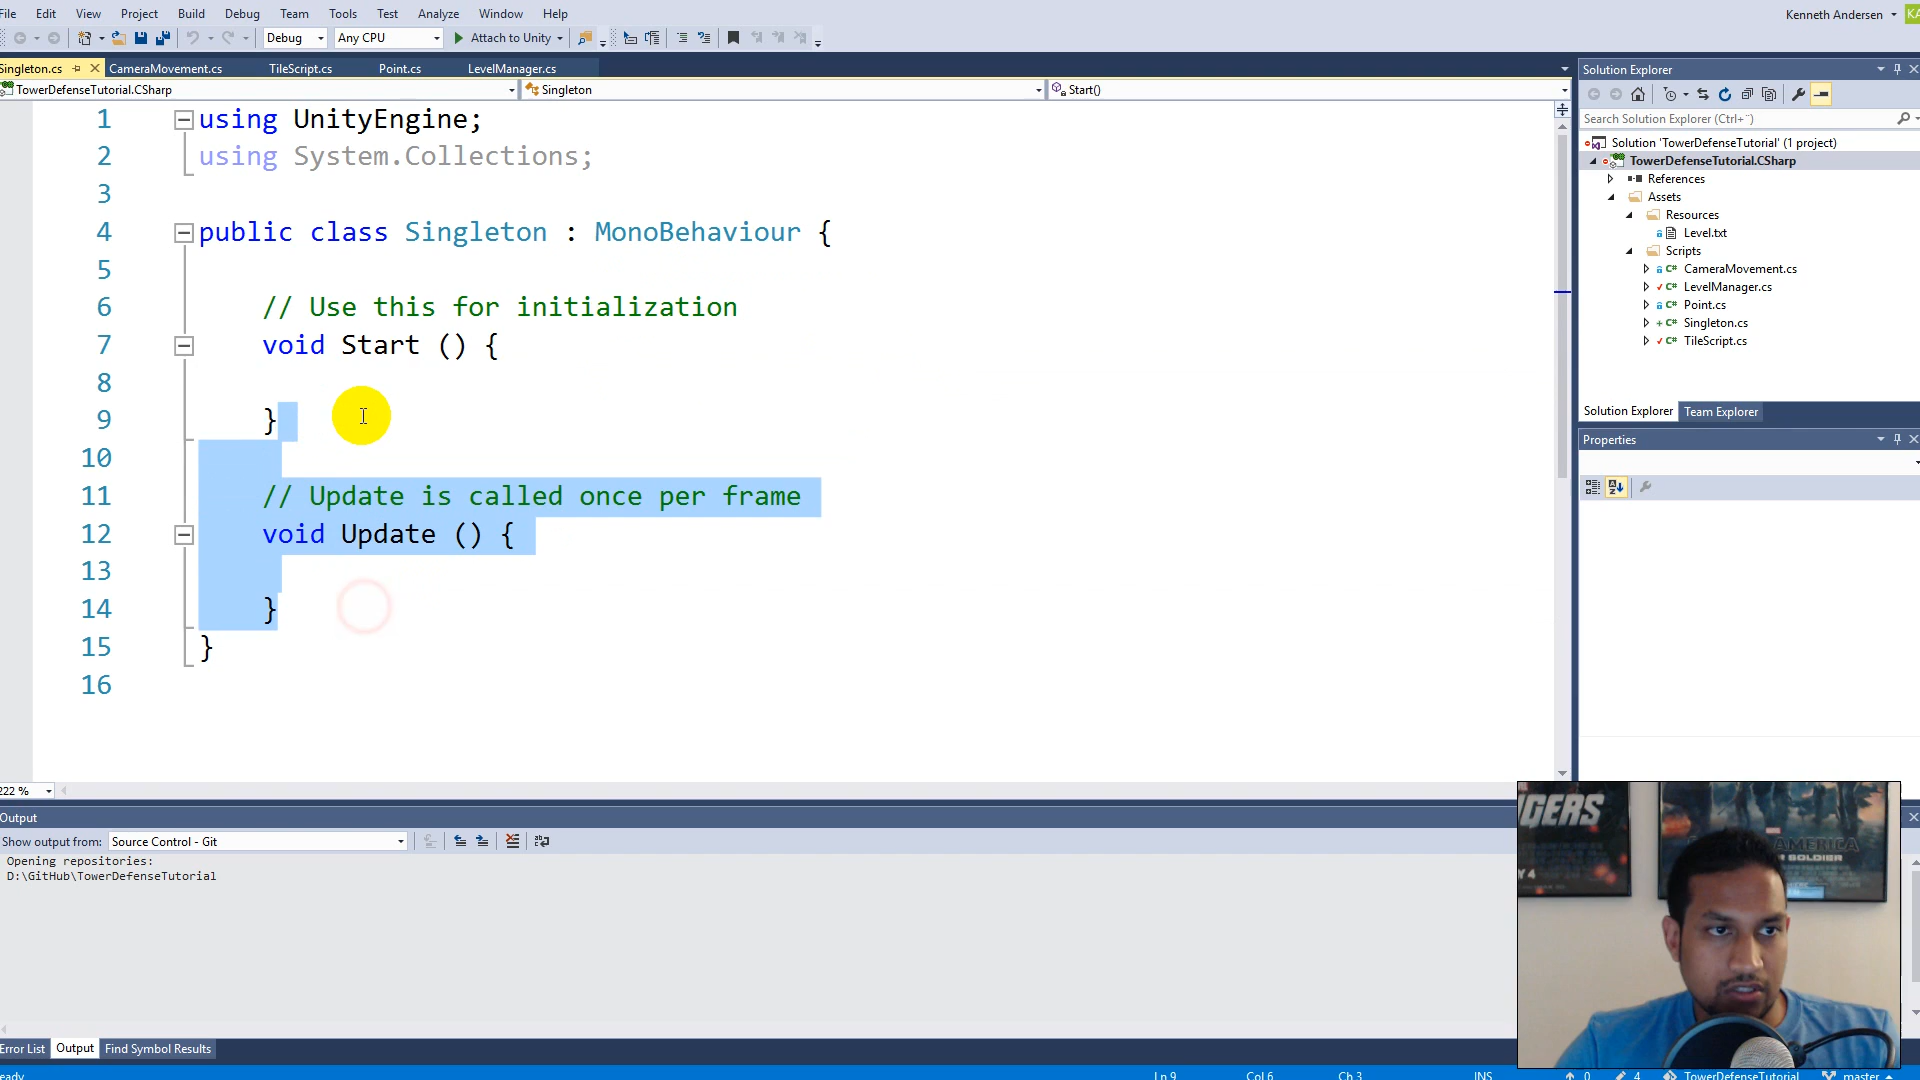 File Edit View Project Build Debug Team Tools Test Analyze Window Help
Kenneth Andersen KA
Debug Any CPU Attach to Unity
Singleton.cs CameraMovement.cs TileScript.cs Point.cs LevelManager.cs
TowerDefenseTutorial.CSharp Singleton Start()
1 using UnityEngine;
2 using System.Collections;
3
4 public class Singleton : MonoBehaviour {
5
6 // Use this for initialization
7 void Start () {
8
9 }
10
11 // Update is called once per frame
12 void Update () {
13
14 }
15 }
16
222 %
Output
Show output from: Source Control - Git
Opening repositories:
D:\GitHub\TowerDefenseTutorial
Error List Output Find Symbol Results
Ln 9 Col 6 Ch 3 INS 0 4 TowerDefenseTutorial master
Solution Explorer
Search Solution Explorer (Ctrl+¨)
Solution 'TowerDefenseTutorial' (1 project)
TowerDefenseTutorial.CSharp
References
Assets
Resources
Level.txt
Scripts
CameraMovement.cs
LevelManager.cs
Point.cs
Singleton.cs
TileScript.cs
Solution Explorer Team Explorer
Properties